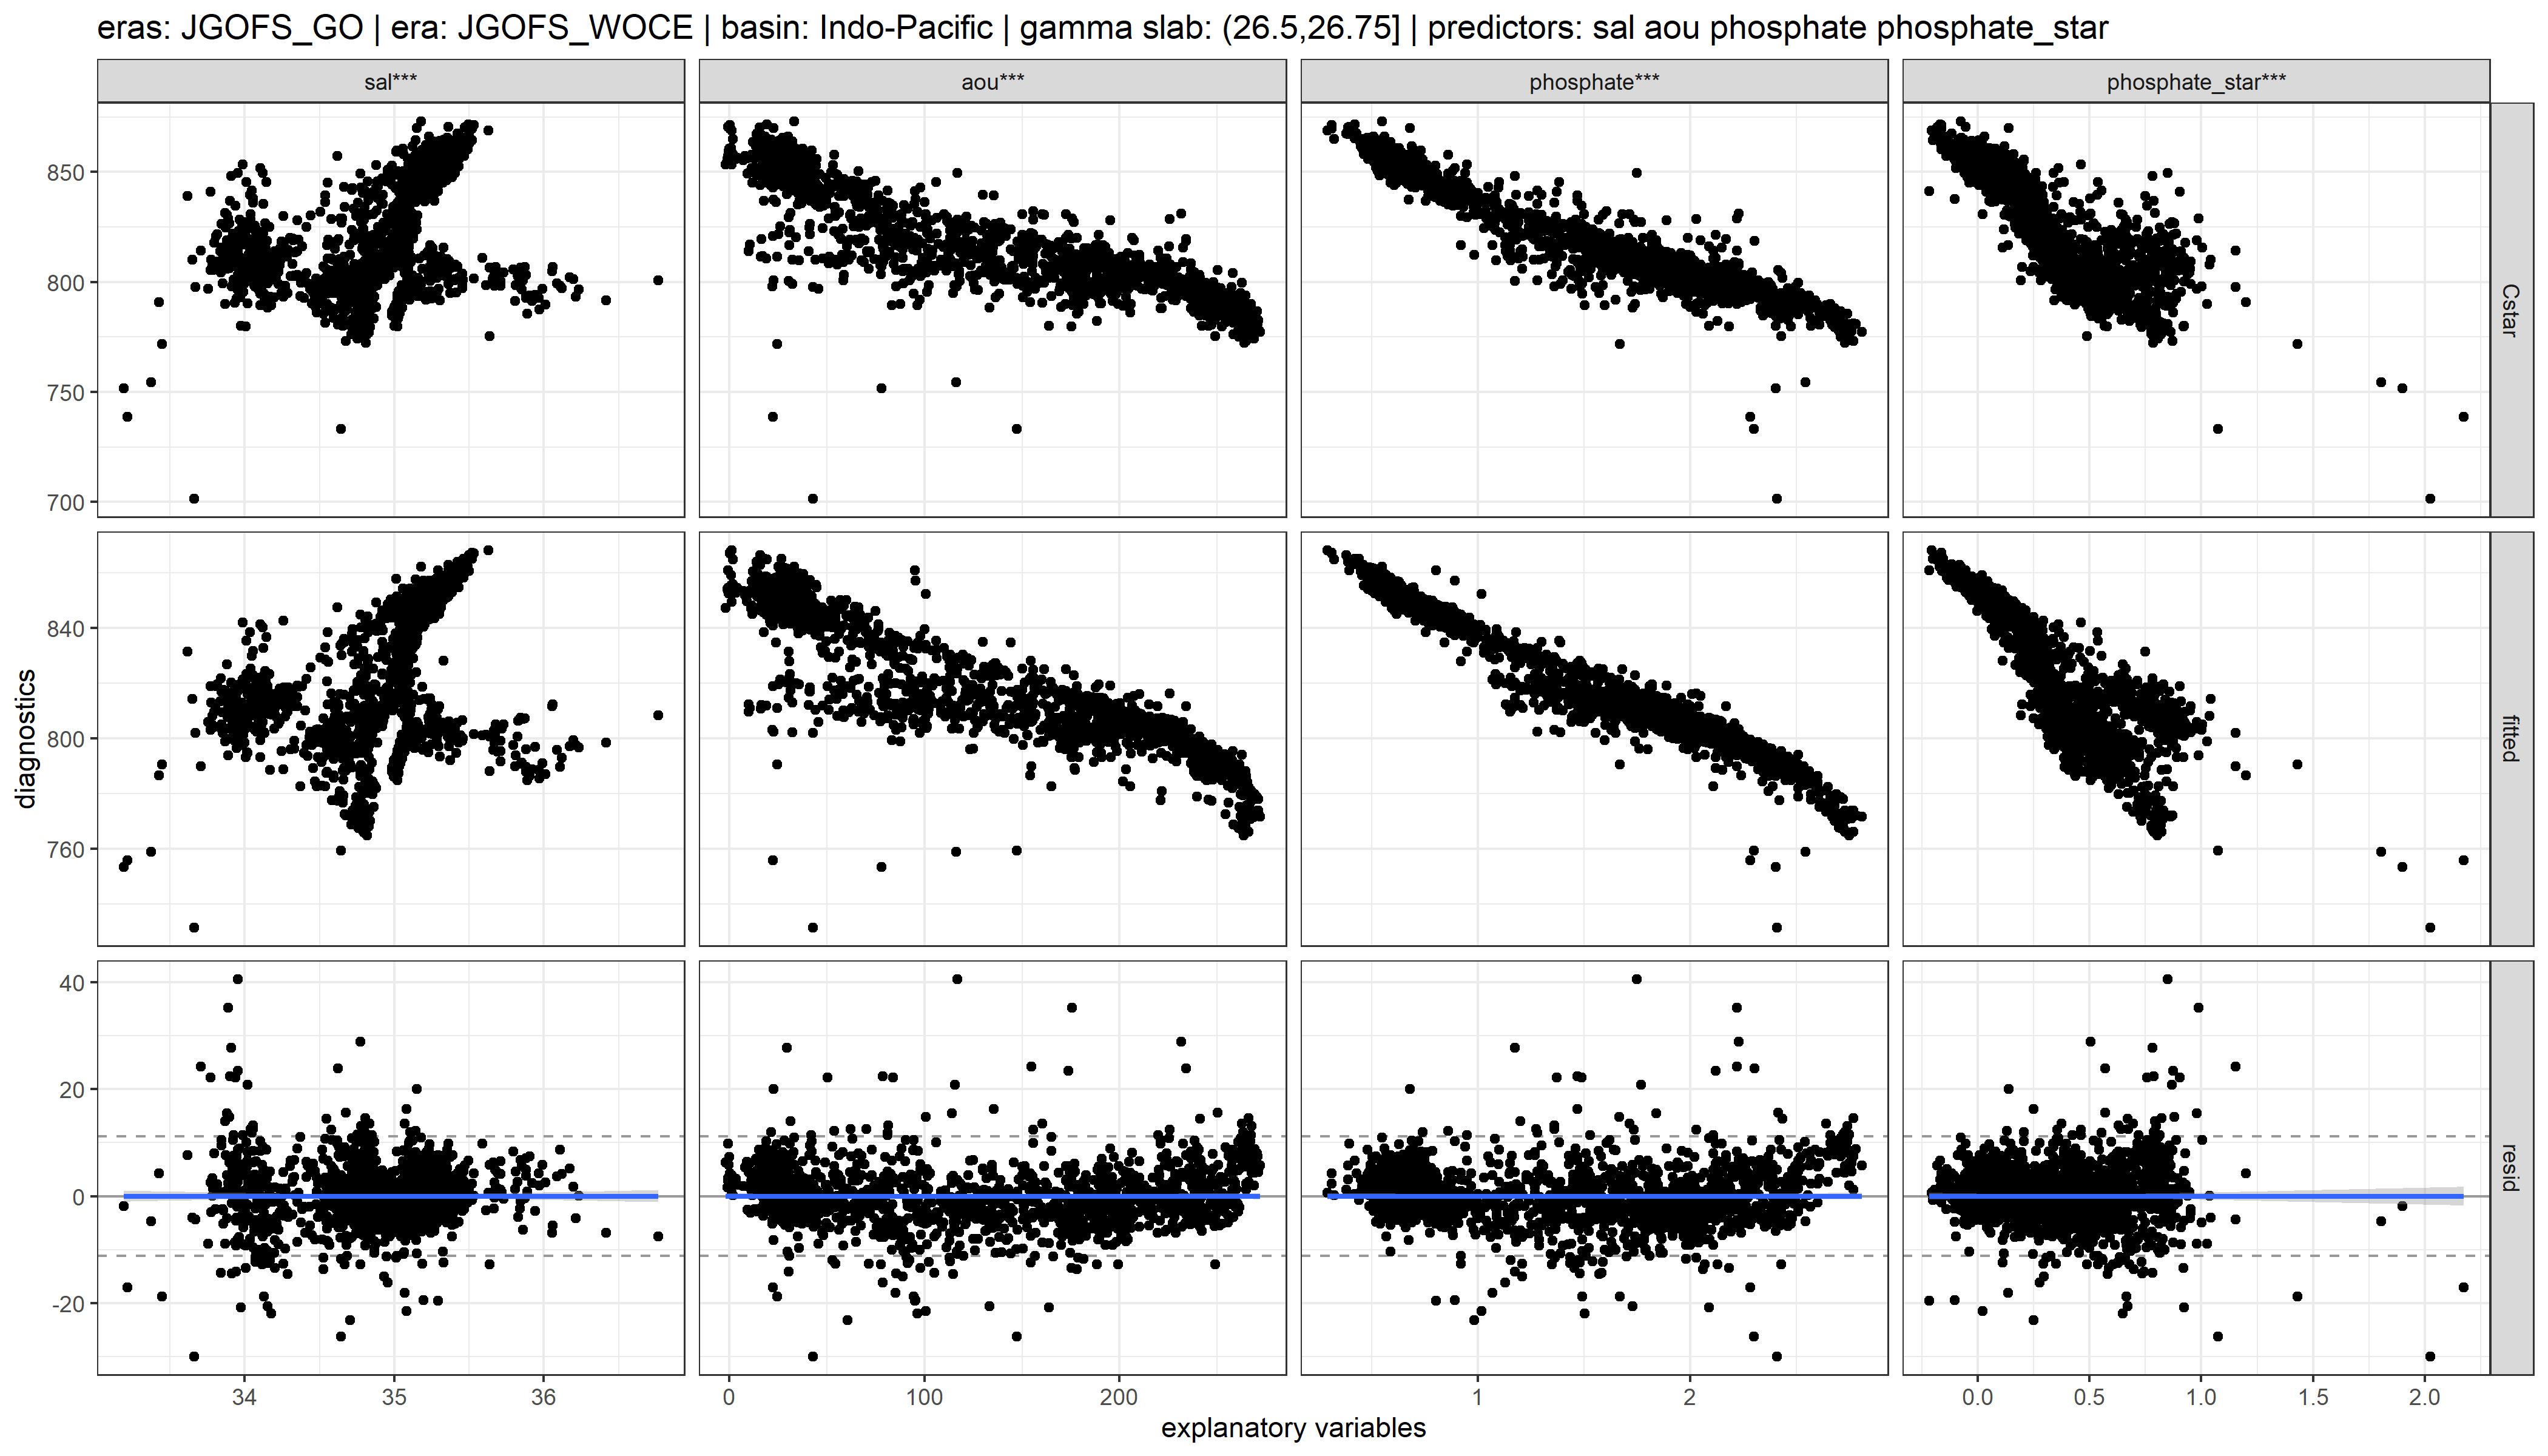 eras: JGOFS_GO | era: JGOFS_WOCE | basin: Indo-Pacific | gamma slab: (26.5,26.75] | predictors: sal aou phosphate phosphate_star
sal***
aou***
phosphate***
phosphate_star***
850
800
750
700
Cstar
840
800
760
fitted
diagnostics
40
20
0
-20
resid
34
35
36
0
100
200
1
2
0.0
0.5
1.0
1.5
2.0
explanatory variables